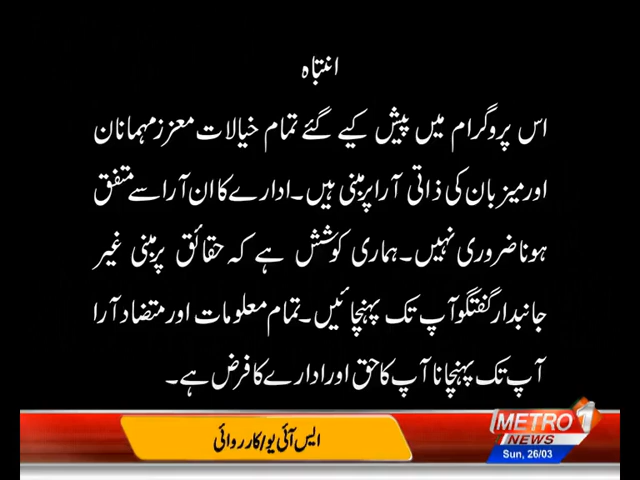 انتباہ
اس پروگرام میں پیش کیے گئے تمام خیالات معزز مہمانان
اور میزبان کی ذاتی آرا پر مبنی ہیں۔ ادارے کا ان آرا سے متفق
ہونا ضروری نہیں۔ ہماری کوشش ہے کہ حقائق پر مبنی غیر
جانبدار گفتگو آپ تک پہنچائیں۔ تمام معلومات اور متضاد آرا
آپ تک پہنچانا آپ کا حق اور ادارے کا فرض ہے۔
ایس آئی یو/کارروائی
METRO 1
NEWS
Sun, 26/03